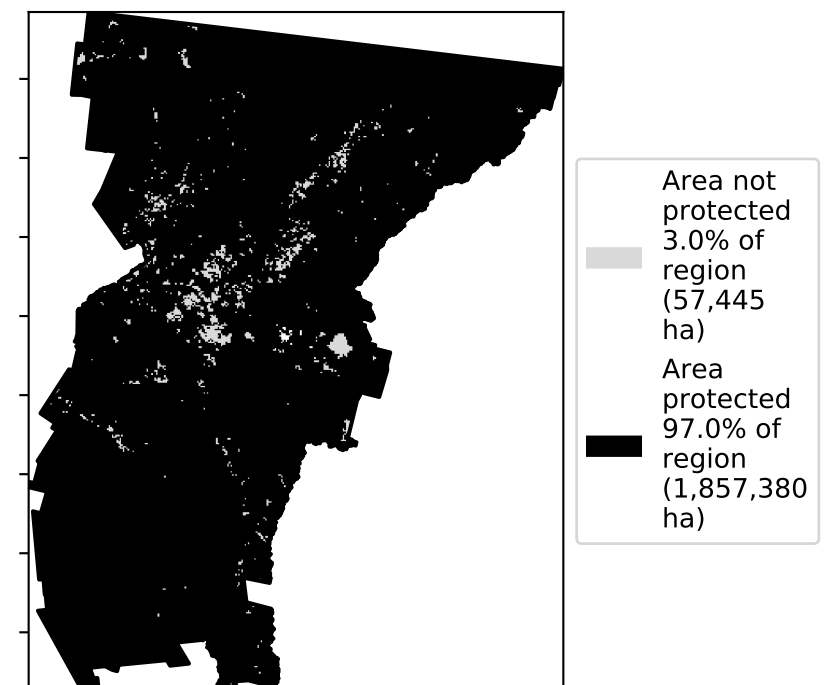 Area not
protected
3.0% of
region
(57,445
ha)
Area
protected
97.0% of
region
(1,857,380
ha)